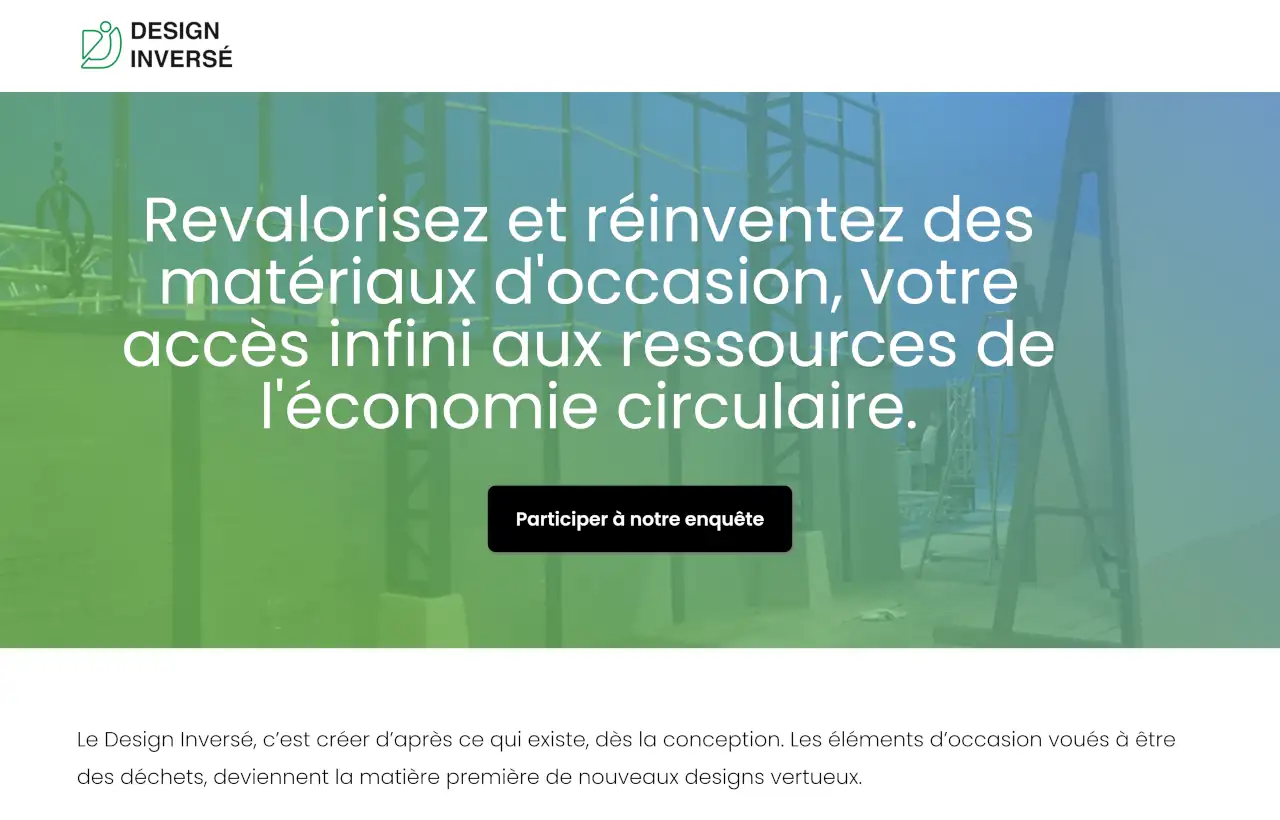 DESIGN
INVERSÉ
Revalorisez et réinventez des
matériaux d'occasion, votre
accès infini aux ressources de
l'économie circulaire.
Participer à notre enquête
Le Design Inversé, c’est créer d’après ce qui existe, dès la conception. Les éléments d’occasion voués à être
des déchets, deviennent la matière première de nouveaux designs vertueux.